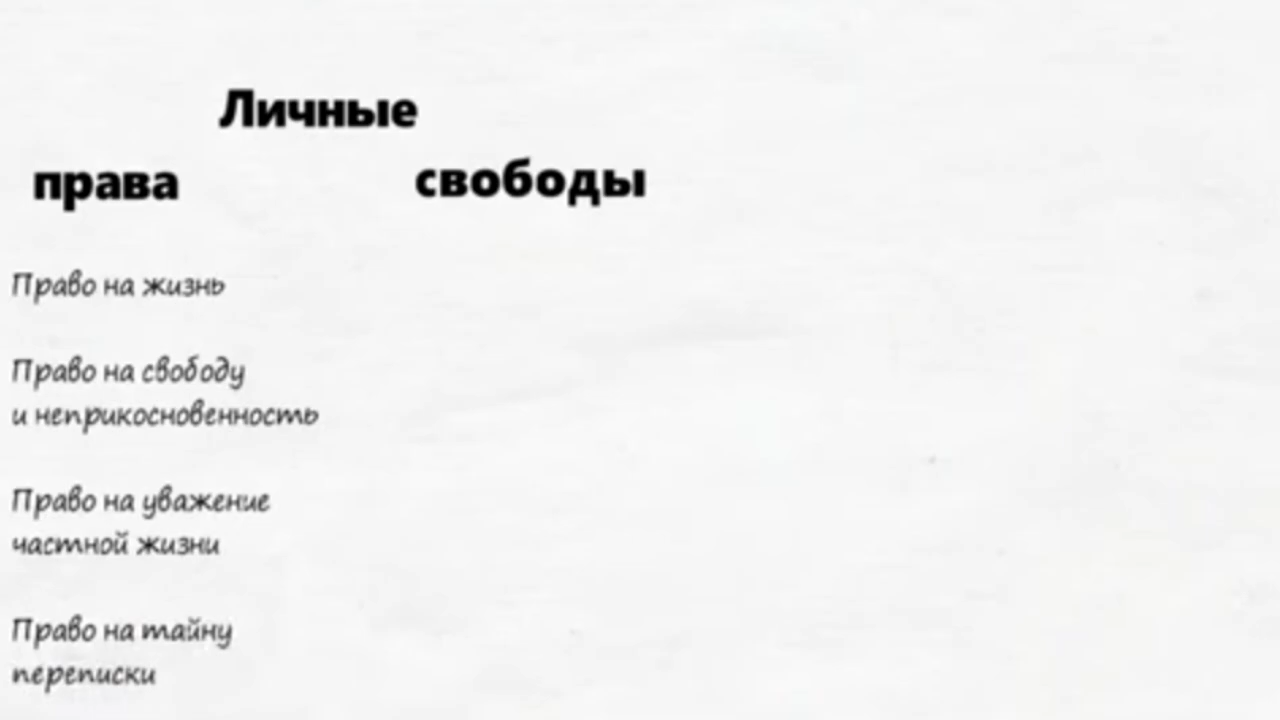 Личные
права свободы
Право на жизнь
Право на свободу
и неприкосновенность
Право на уважение
частной жизни
Право на тайну
переписки